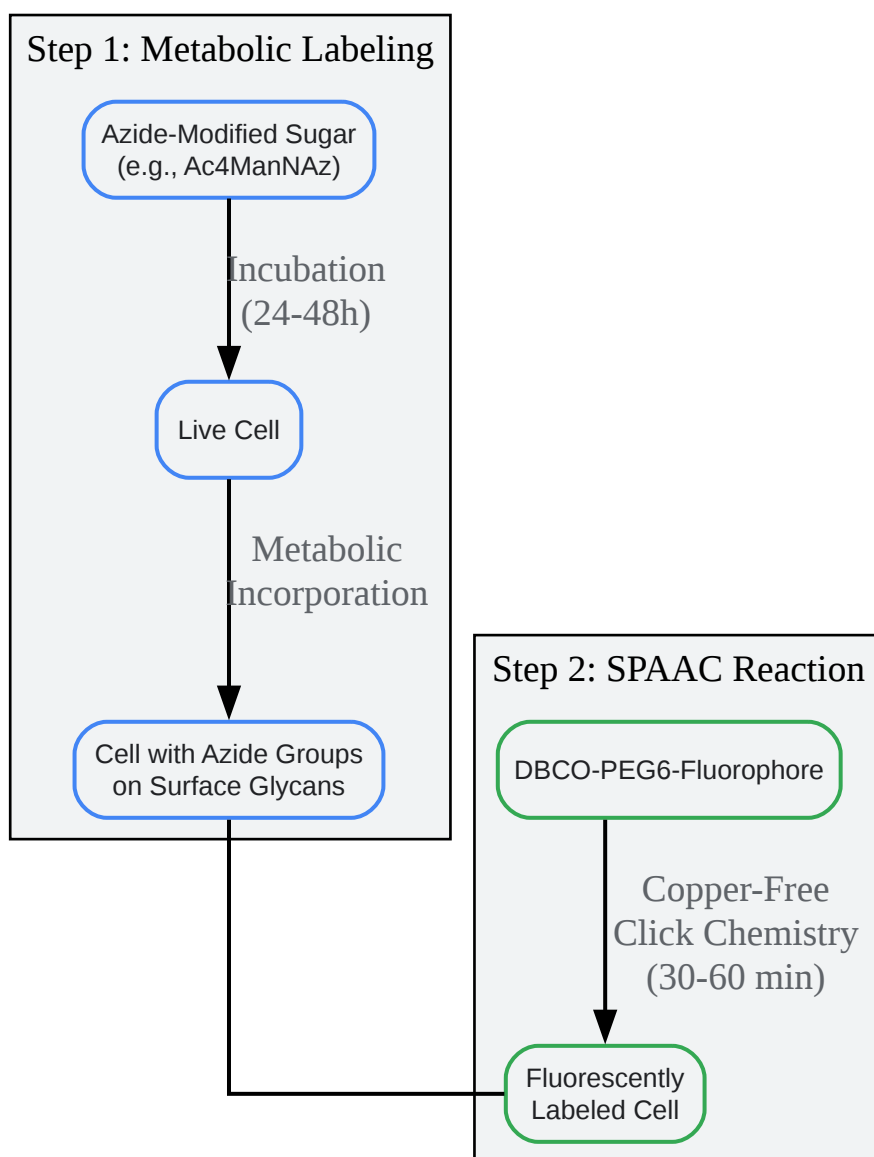 Step 1: Metabolic Labeling
Azide-Modified Sugar
(e.g., Ac4ManNAz)
Incubation
(24-48h)
Live Cell
Metabolic
Incorporation
Cell with Azide Groups
on Surface Glycans
Step 2: SPAAC Reaction
DBCO-PEG6-Fluorophore
Copper-Free
Click Chemistry
(30-60 min)
Fluorescently
Labeled Cell